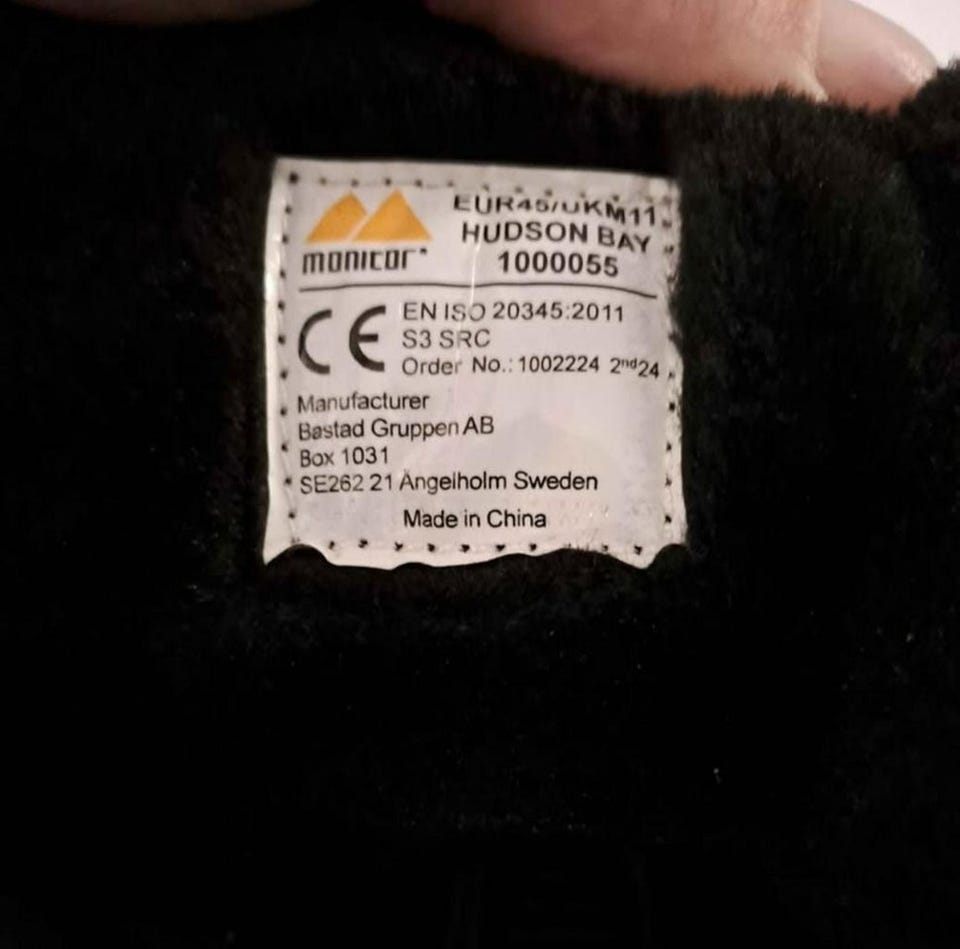 EUR45/UKM11
HUDSON BAY
1000055
monitor
CE EN ISO 20345:2011
S3 SRC
Order No.: 1002224 2nd24
Manufacturer
Bastad Gruppen AB
Box 1031
SE262 21 Angelholm Sweden
Made in China